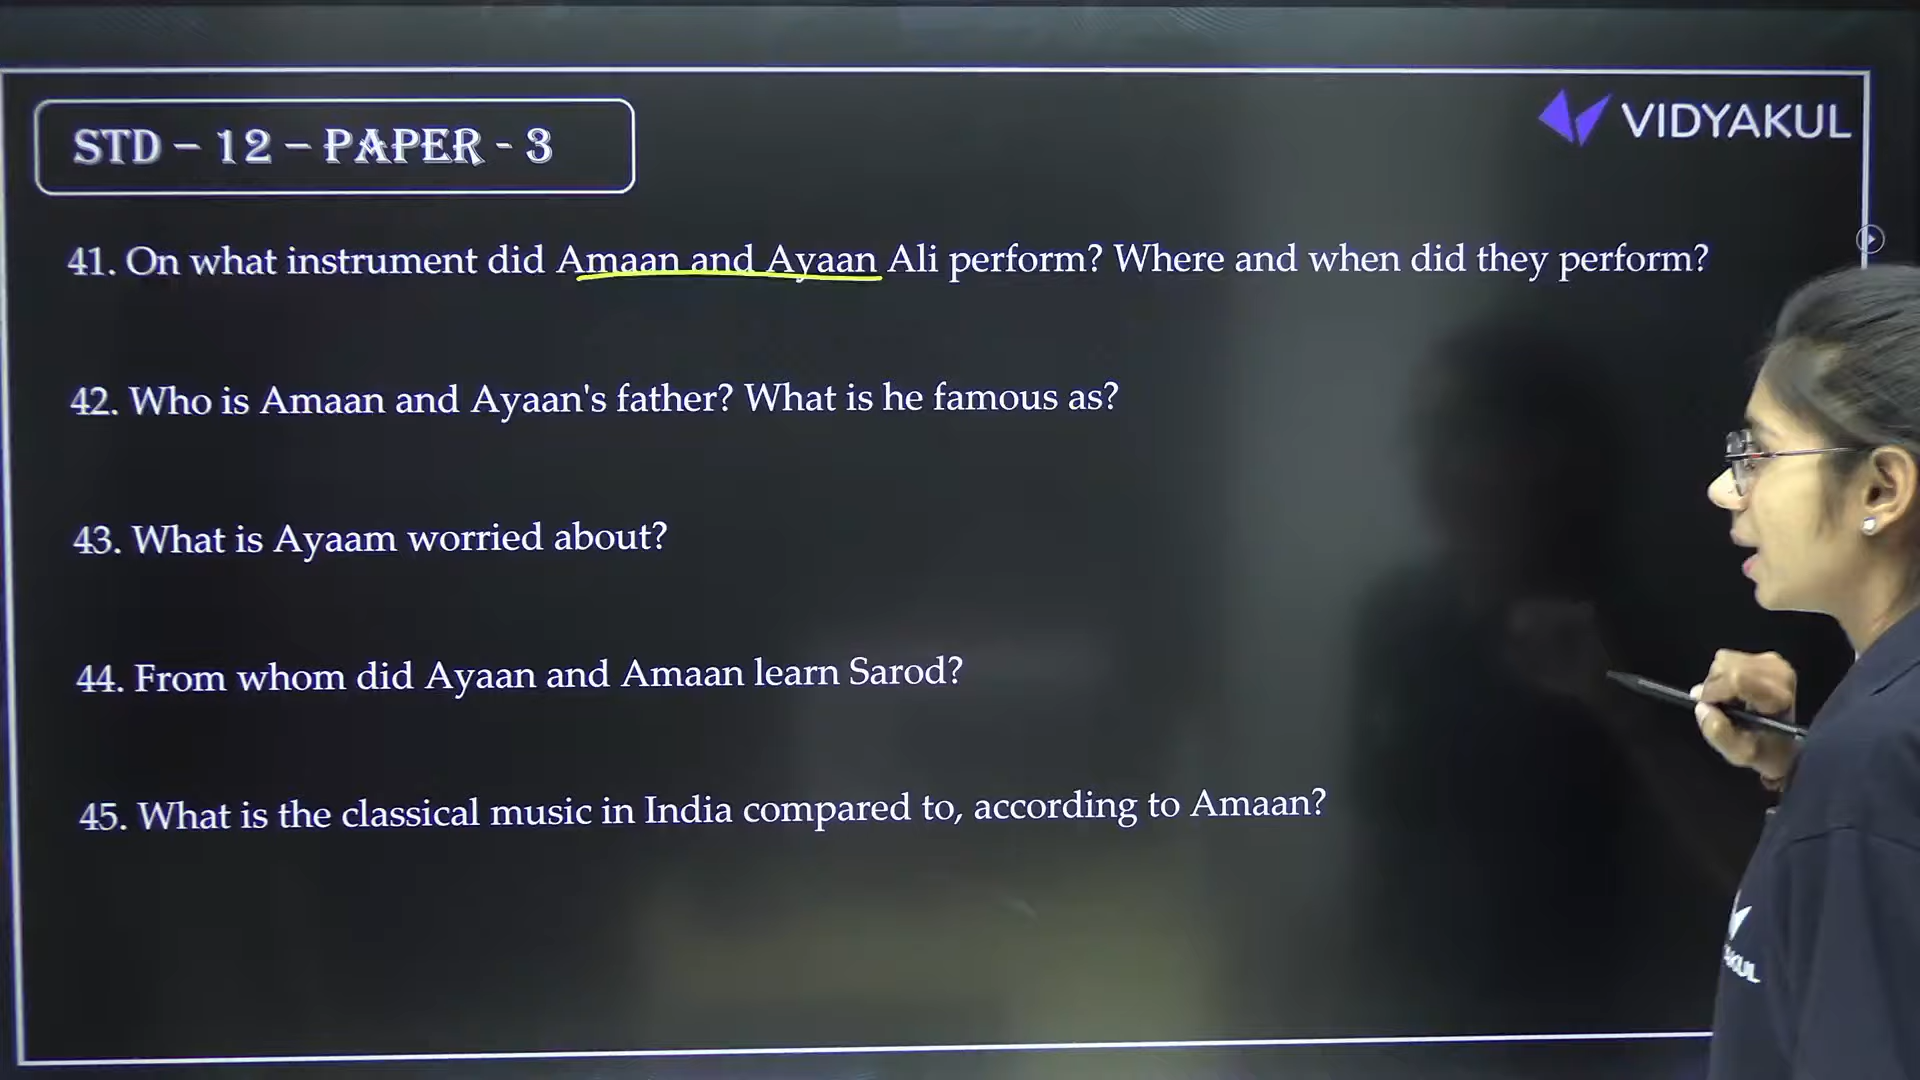 STD – 12 – PAPER - 3
VIDYAKUL
41. On what instrument did Amaan and Ayaan Ali perform? Where and when did they perform?
42. Who is Amaan and Ayaan's father? What is he famous as?
43. What is Ayaam worried about?
44. From whom did Ayaan and Amaan learn Sarod?
45. What is the classical music in India compared to, according to Amaan?